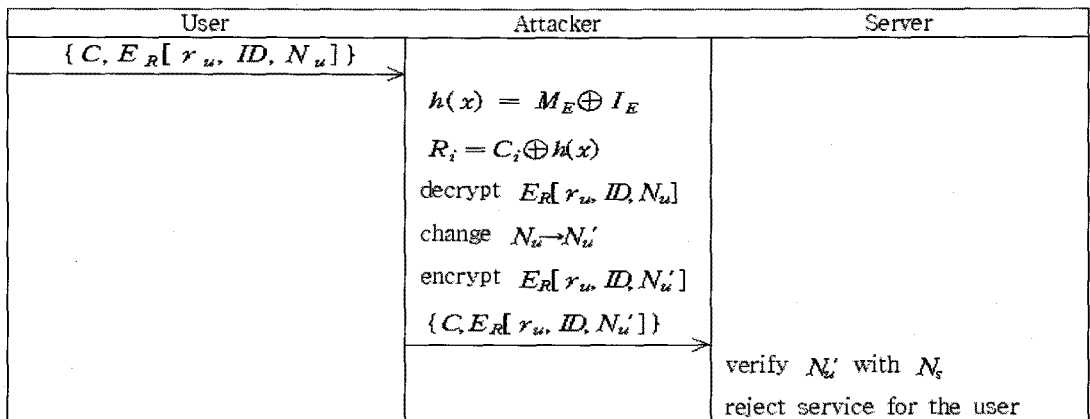 User Attacker Server
{ C, E_R[ r_u, ID, N_u] }
h(x) = M_E⊕ I_E
R_i = C_i⊕h(x)
decrypt E_R[ r_u, ID, N_u]
change N_u→N_u′
encrypt E_R[ r_u, ID, N_u′]
{ C, E_R[ r_u, ID, N_u′] }
verify N_u′ with N_s
reject service for the user